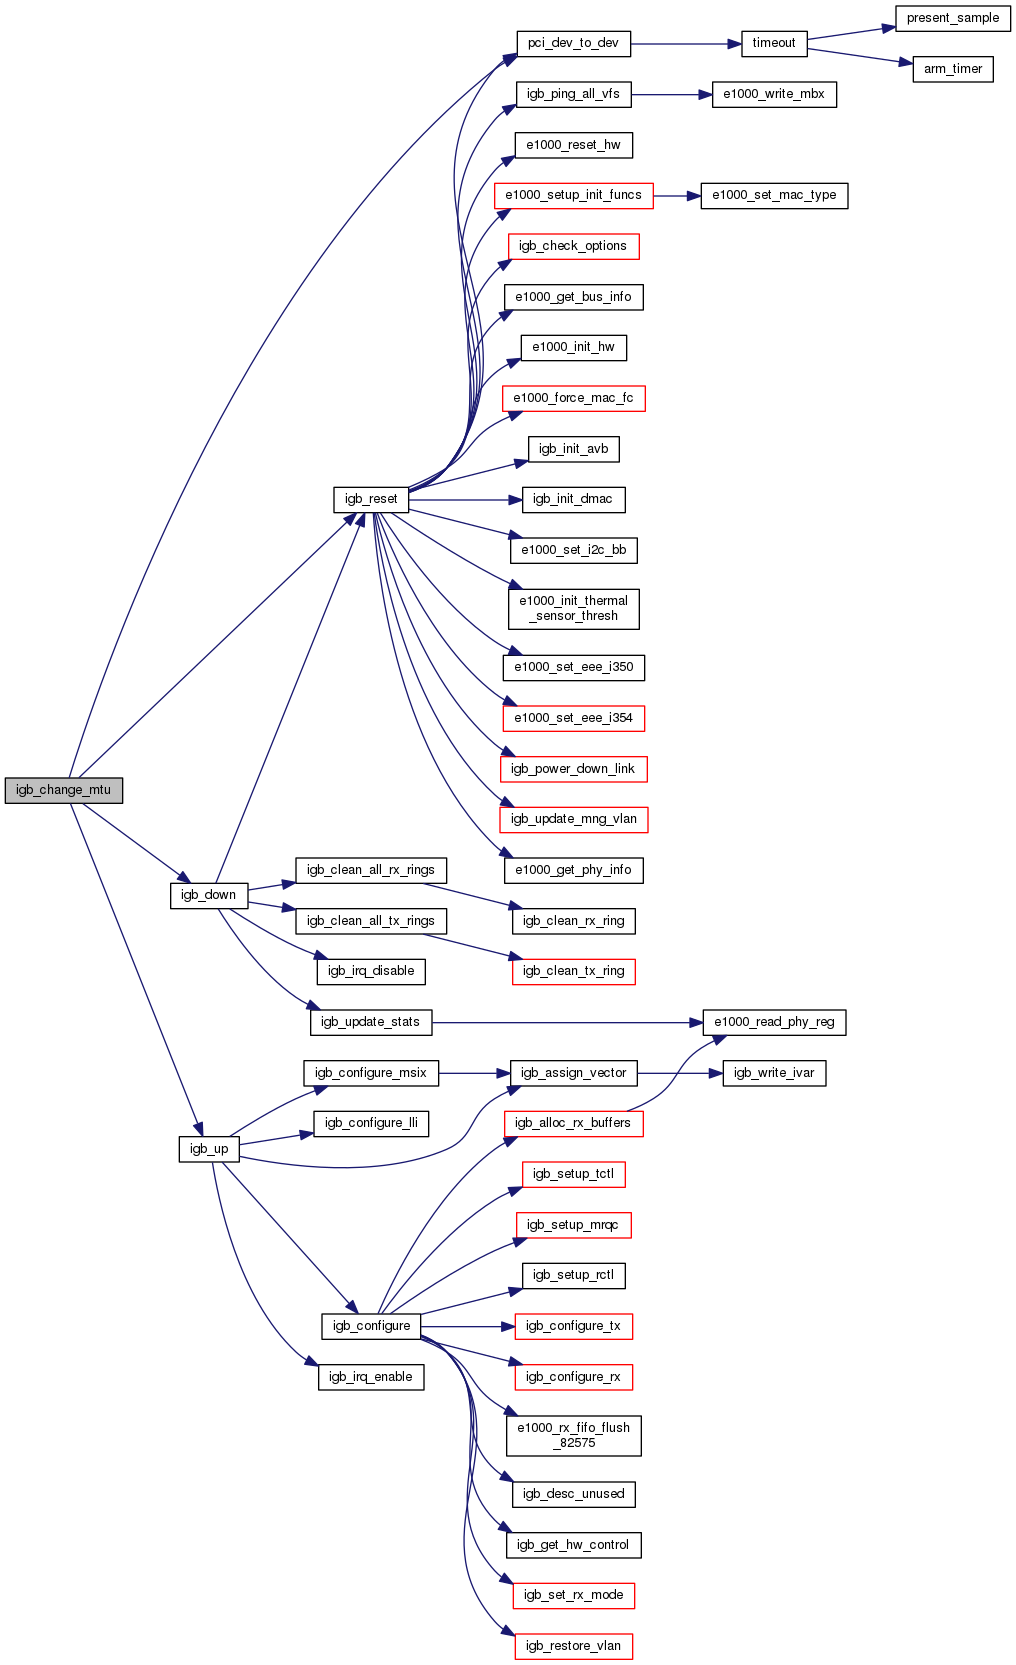 present_sample
pci_dev_to_dev
timeout
arm_timer
igb_ping_all_vfs
e1000_write_mbx
e1000_reset_hw
e1000_setup_init_funcs
e1000_set_mac_type
igb_check_options
e1000_get_bus_info
e1000_init_hw
e1000_force_mac_fc
igb_init_avb
igb_reset
igb_init_dmac
e1000_set_i2c_bb
e1000_init_thermal
_sensor_thresh
e1000_set_eee_i350
e1000_set_eee_i354
igb_power_down_link
igb_change_mtu
igb_update_mng_vlan
igb_clean_all_rx_rings
e1000_get_phy_info
igb_down
igb_clean_all_tx_rings
igb_clean_rx_ring
igb_irq_disable
igb_clean_tx_ring
igb_update_stats
e1000_read_phy_reg
igb_configure_msix
igb_assign_vector
igb_write_ivar
igb_configure_lli
igb_alloc_rx_buffers
igb_up
igb_setup_tctl
igb_setup_mrqc
igb_setup_rctl
igb_configure
igb_configure_tx
igb_irq_enable
igb_configure_rx
e1000_rx_fifo_flush
_82575
igb_desc_unused
igb_get_hw_control
igb_set_rx_mode
igb_restore_vlan